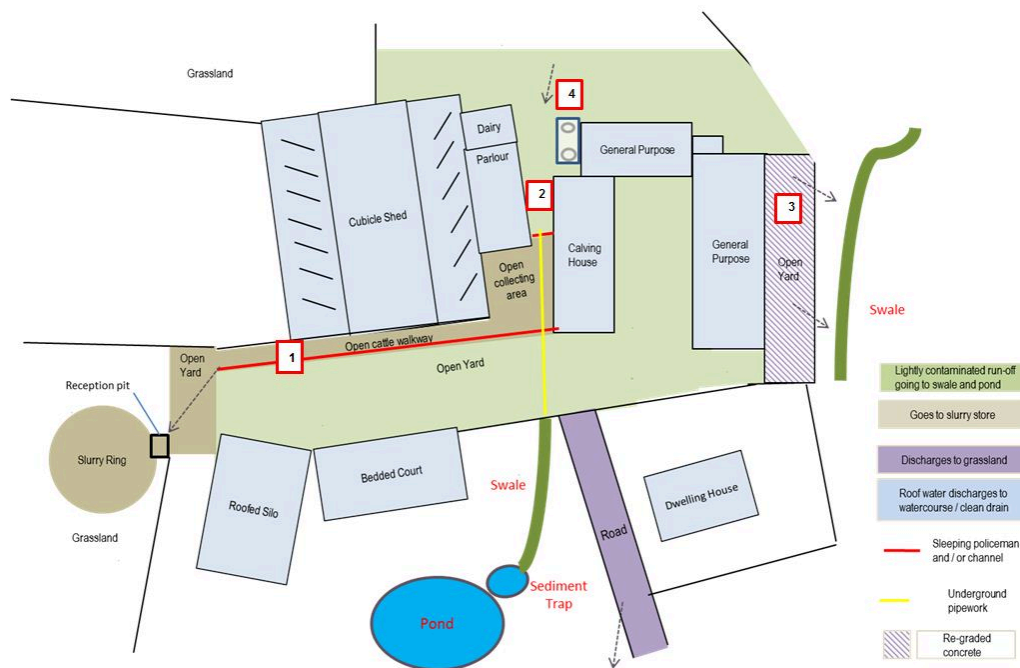 Grassland
4
Dairy
Parlour
General Purpose
2
3
Cubicle Shed
Calving
House
General
Purpose
Open
Yard
Open
collecting
area
Swale
Open cattle walkway
1
Open Yard
Open
Yard
Reception pit
Slurry Ring
Grassland
Roofed Silo
Bedded Court
Swale
Road
Dwelling House
Sediment
Trap
Pond
Lightly contaminated run-off
going to swale and pond
Goes to slurry store
Discharges to grassland
Roof water discharges to
watercourse / clean drain
Sleeping policeman
and / or channel
Underground
pipework
Re-graded
concrete